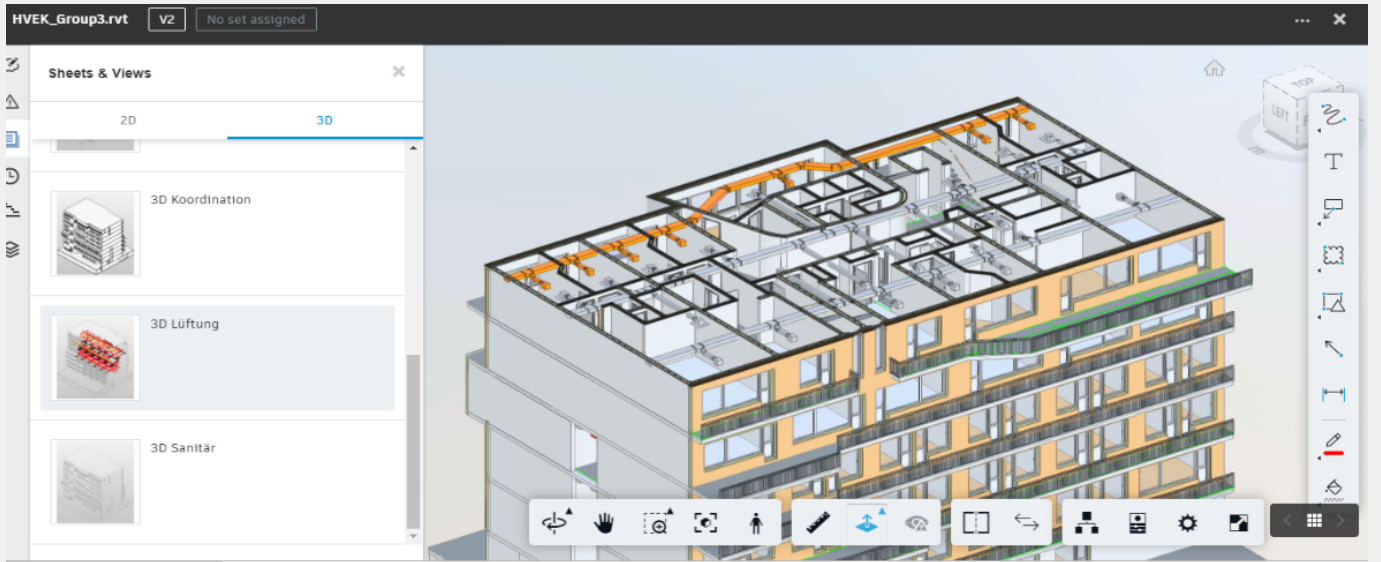 HVEK_Group3.rvt V2 No set assigned
Sheets & Views
2D 3D
3D Koordination
3D Lüftung
3D Sanitär
TOP
LEFT
T